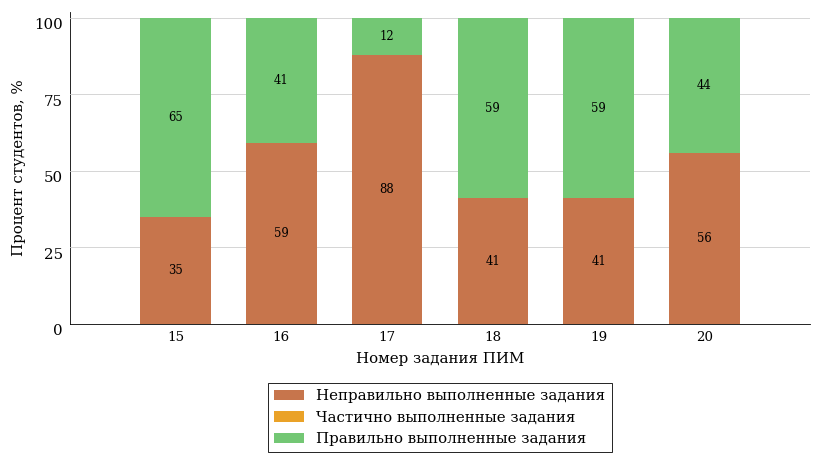 100
75
50
25
0
Процент студентов, %
65
41
12
59
59
44
35
59
88
41
41
56
15 16 17 18 19 20
Номер задания ПИМ
Неправильно выполненные задания
Частично выполненные задания
Правильно выполненные задания